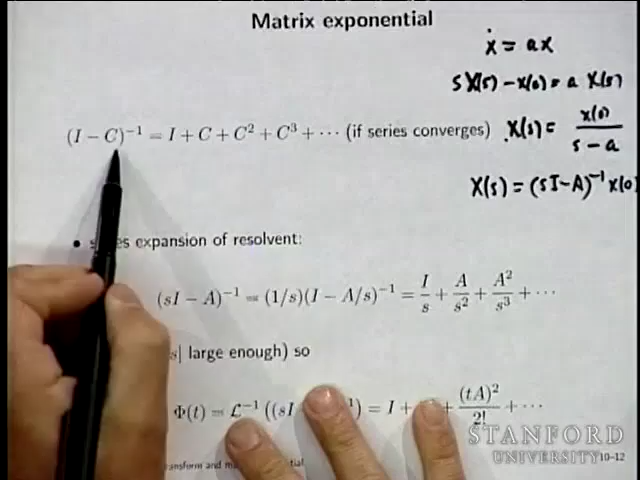 Matrix exponential
ẋ = ax
sX(s) − x(0) = a X(s)
(I − C)⁻¹ = I + C + C² + C³ + ⋯ (if series converges)
X(s) = x(0) / (s − a)
X(s) = (sI − A)⁻¹ x(0)
• expansion of resolvent:
(sI − A)⁻¹ = (1/s)(I − A/s)⁻¹ = I/s + A/s² + A²/s³ + ⋯
|s| large enough) so
Φ(t) = 𝓛⁻¹ ((sI ¹) = I + + (tA)²/2! + ⋯
STANFORD
UNIVERSITY
10–12